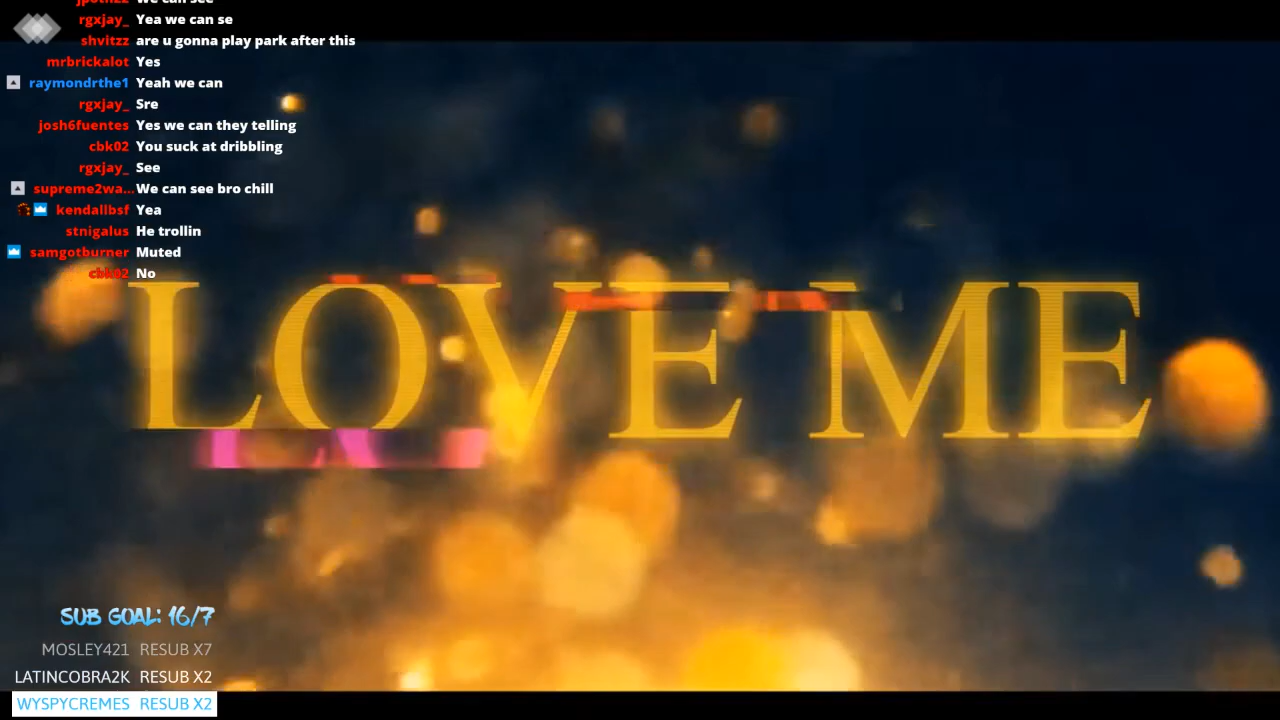 We can see
rgxjay_ Yea we can se
shvitzz are u gonna play park after this
mrbrickalot Yes
raymondrthe1 Yeah we can
rgxjay_ Sre
josh6fuentes Yes we can they telling
cbk02 You suck at dribbling
rgxjay_ See
supreme2wa... We can see bro chill
kendallbsf Yea
stnigalus He trollin
samgotburner Muted
cbk02 No
LOVE ME
SUB GOAL: 16/7
MOSLEY421 RESUB X7
LATINCOBRA2K RESUB X2
WYSPYCREMES RESUB X2